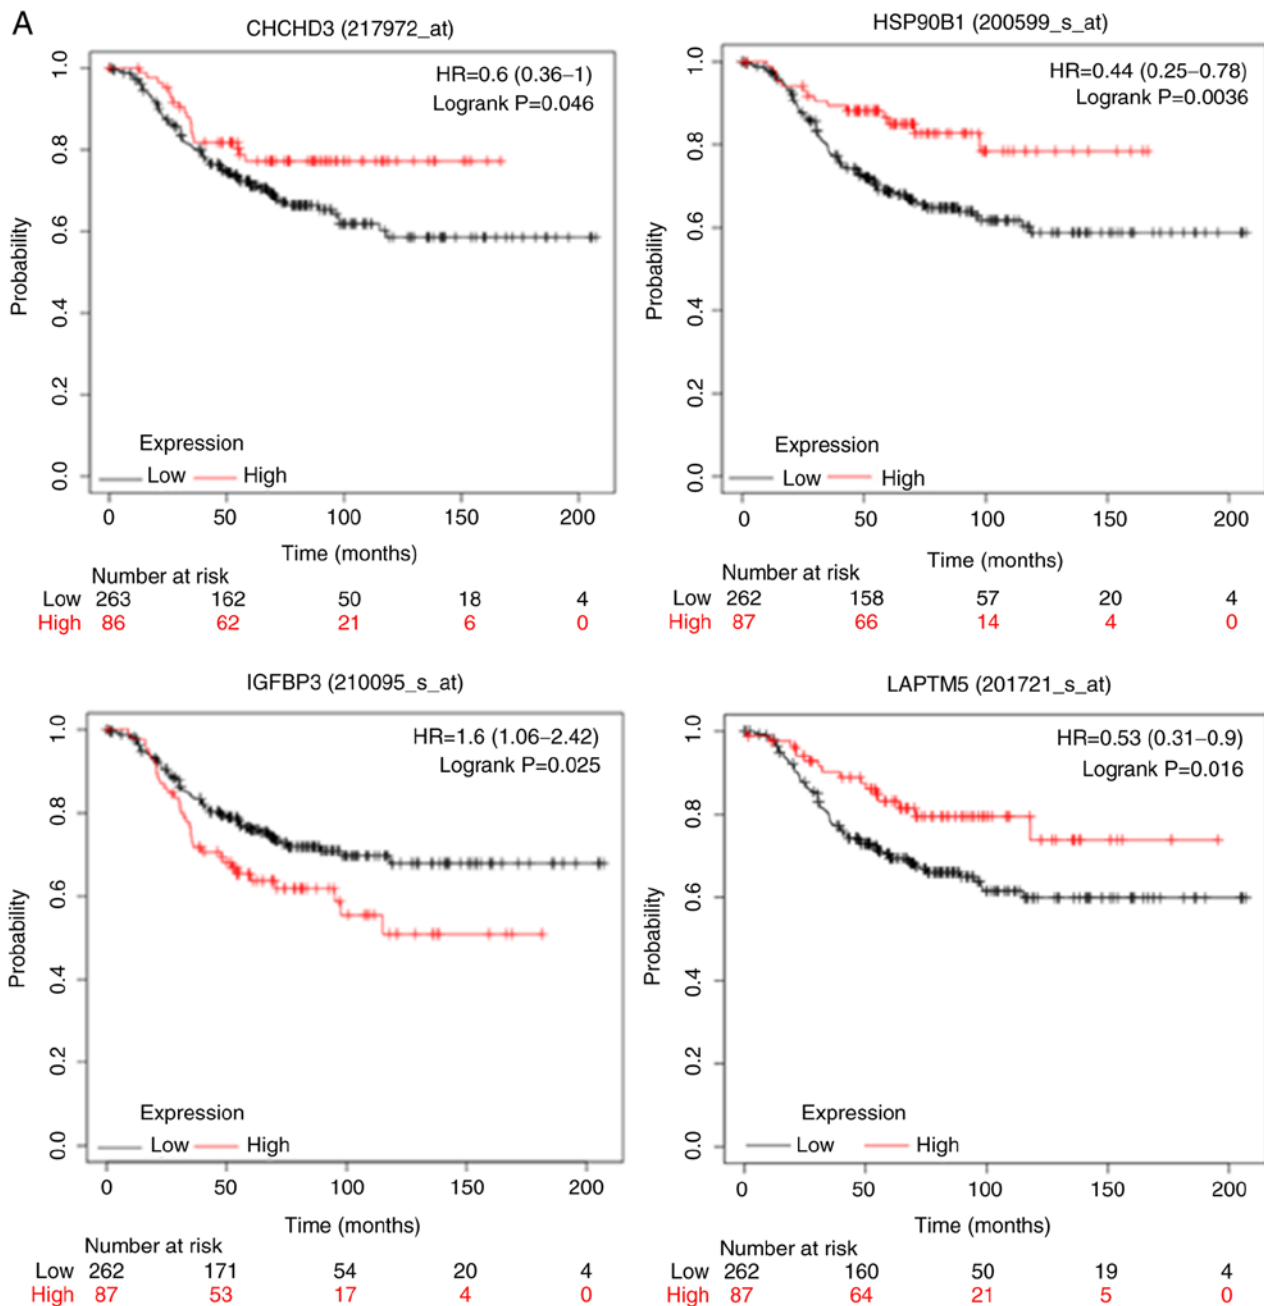 A
CHCHD3 (217972_at)
HR=0.6 (0.36–1)
Logrank P=0.046
Probability
1.0
0.8
0.6
0.4
0.2
0.0
Expression
Low High
0 50 100 150 200
Time (months)
Number at risk
Low 263 162 50 18 4
High 86 62 21 6 0
HSP90B1 (200599_s_at)
HR=0.44 (0.25–0.78)
Logrank P=0.0036
Probability
1.0
0.8
0.6
0.4
0.2
0.0
Expression
Low High
0 50 100 150 200
Time (months)
Number at risk
Low 262 158 57 20 4
High 87 66 14 4 0
IGFBP3 (210095_s_at)
HR=1.6 (1.06–2.42)
Logrank P=0.025
Probability
1.0
0.8
0.6
0.4
0.2
0.0
Expression
Low High
0 50 100 150 200
Time (months)
Number at risk
Low 262 171 54 20 4
High 87 53 17 4 0
LAPTM5 (201721_s_at)
HR=0.53 (0.31–0.9)
Logrank P=0.016
Probability
1.0
0.8
0.6
0.4
0.2
0.0
Expression
Low High
0 50 100 150 200
Time (months)
Number at risk
Low 262 160 50 19 4
High 87 64 21 5 0